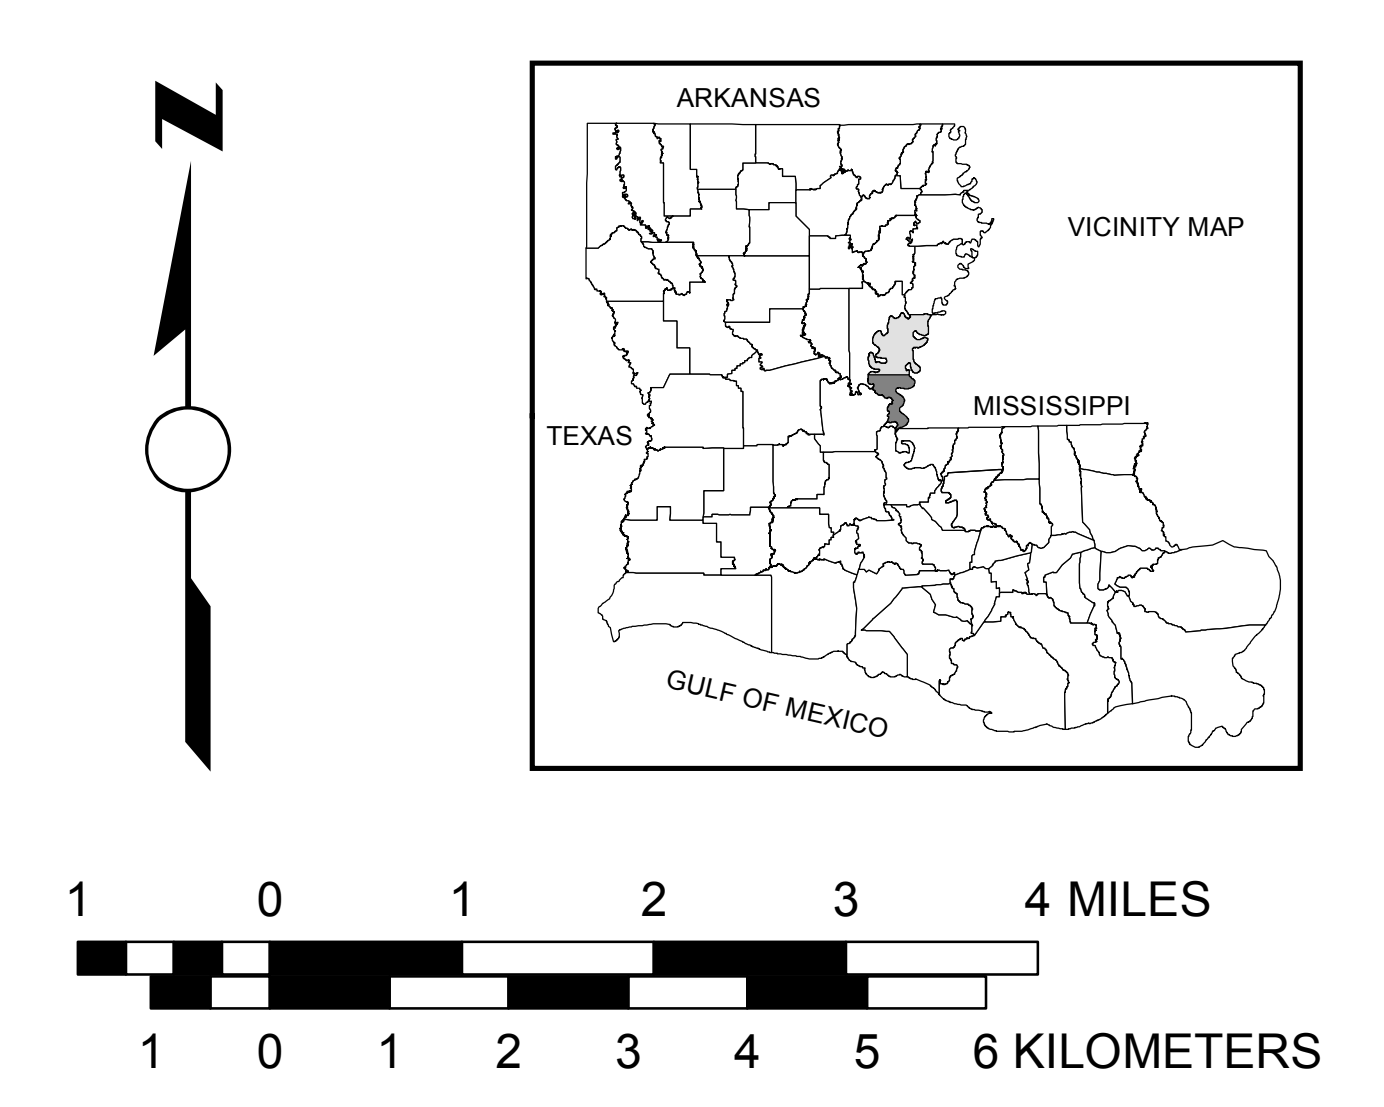 N
ARKANSAS
VICINITY MAP
MISSISSIPPI
TEXAS
GULF OF MEXICO
1 0 1 2 3 4 MILES
1 0 1 2 3 4 5 6 KILOMETERS